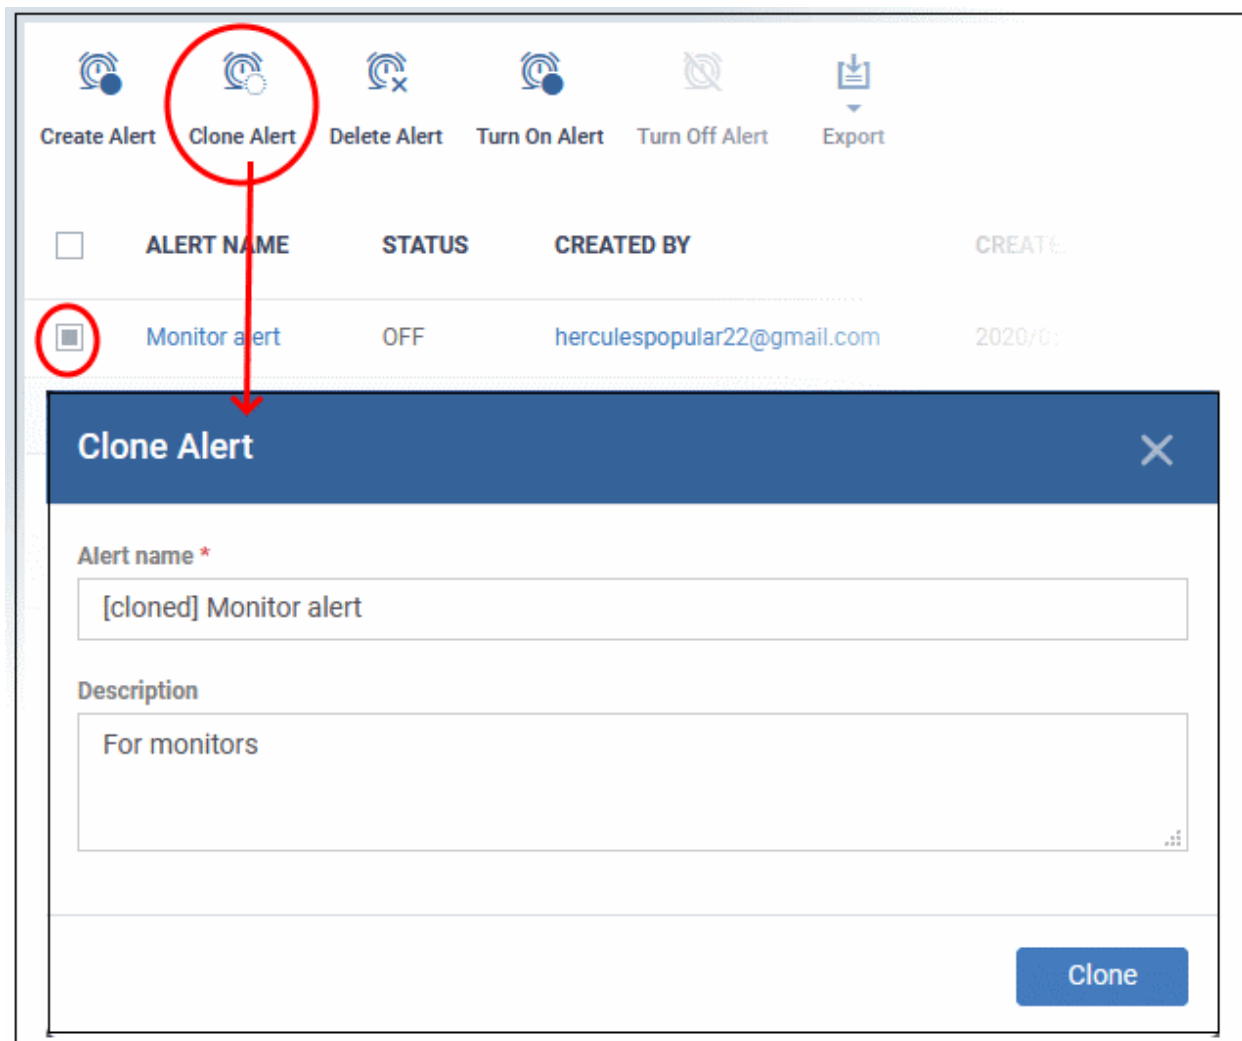 Create Alert Clone Alert Delete Alert Turn On Alert Turn Off Alert Export
ALERT NAME STATUS CREATED BY
Monitor alert OFF herculespopular22@gmail.com
Clone Alert
Alert name *
[cloned] Monitor alert
Description
For monitors
Clone